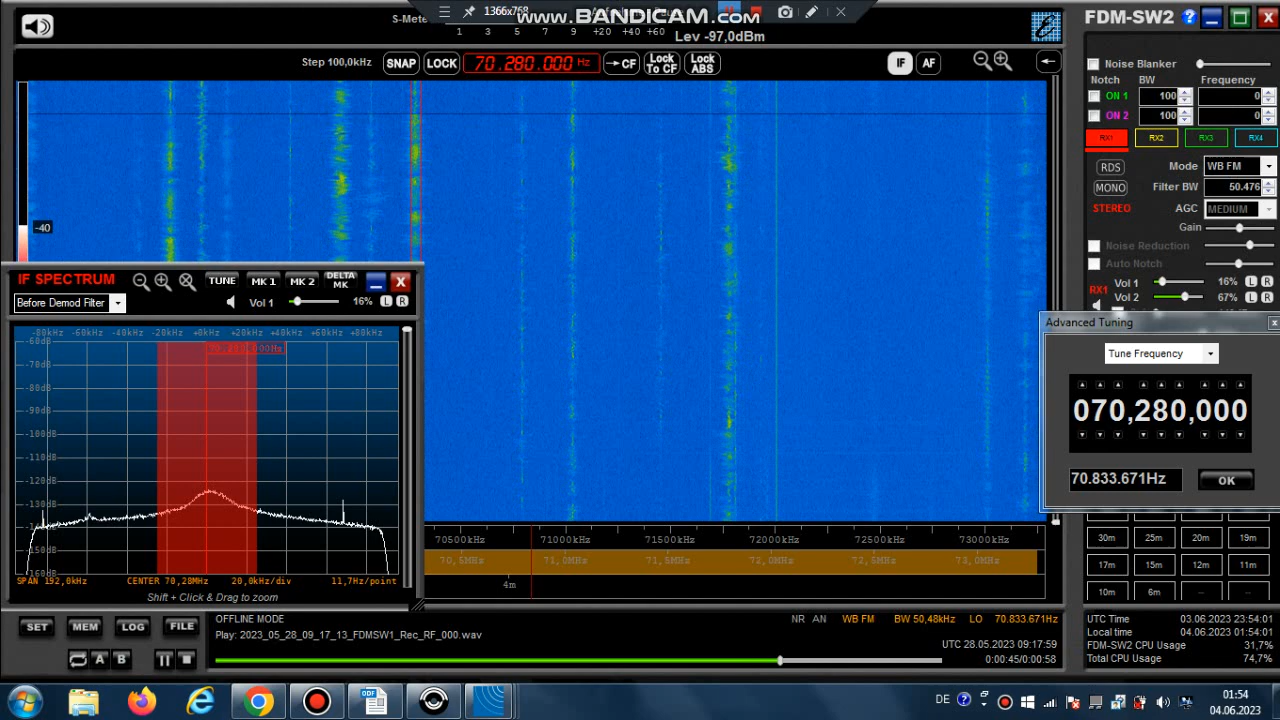 1366x768
www.BANDICAM.com
FDM-SW2
S-Mete
1 3 5 7 9 +20 +40 +60
Lev -97,0dBm
Step 100,0kHz SNAP LOCK 70.280.000 Hz →CF Lock To CF Lock ABS IF AF
Noise Blanker
Notch BW Frequency
ON 1 100 0
ON 2 100 0
RX1 RX2 RX3 RX4
RDS Mode WB FM
MONO Filter BW 50.476
STEREO AGC MEDIUM
Gain
Noise Reduction
Auto Notch
RX1 Vol 1 16% L R
Vol 2 67% L R
-40
IF SPECTRUM TUNE MK 1 MK 2 DELTA MK
Before Demod Filter Vol 1 16% L R
-80kHz -60kHz -40kHz -20kHz +0kHz +20kHz +40kHz +60kHz +80kHz
-60dB
-70dB
-80dB
-90dB
-100dB
-110dB
-120dB
-130dB
-150dB
SPAN 192,0kHz CENTER 70,28MHz 20,0kHz/div 11,7Hz/point
Shift + Click & Drag to zoom
Advanced Tuning x
Tune Frequency
070,280,000
70.833.671Hz OK
70500kHz 71000kHz 71500kHz 72000kHz 72500kHz 73000kHz
70,5MHz 71,0MHz 71,5MHz 72,0MHz 72,5MHz 73,0MHz
4m
30m 25m 20m 19m
17m 15m 12m 11m
10m 6m -- --
SET MEM LOG FILE
A B
OFFLINE MODE NR AN WB FM BW 50,48kHz LO 70.833.671Hz
Play: 2023_05_28_09_17_13_FDMSW1_Rec_RF_000.wav
UTC 28.05.2023 09:17:59
0:00:45/0:00:58
UTC Time 03.06.2023 23:54:01
Local time 04.06.2023 01:54:01
FDM-SW2 CPU Usage 31,7%
Total CPU Usage 74,7%
ODF
DE
01:54
04.06.2023